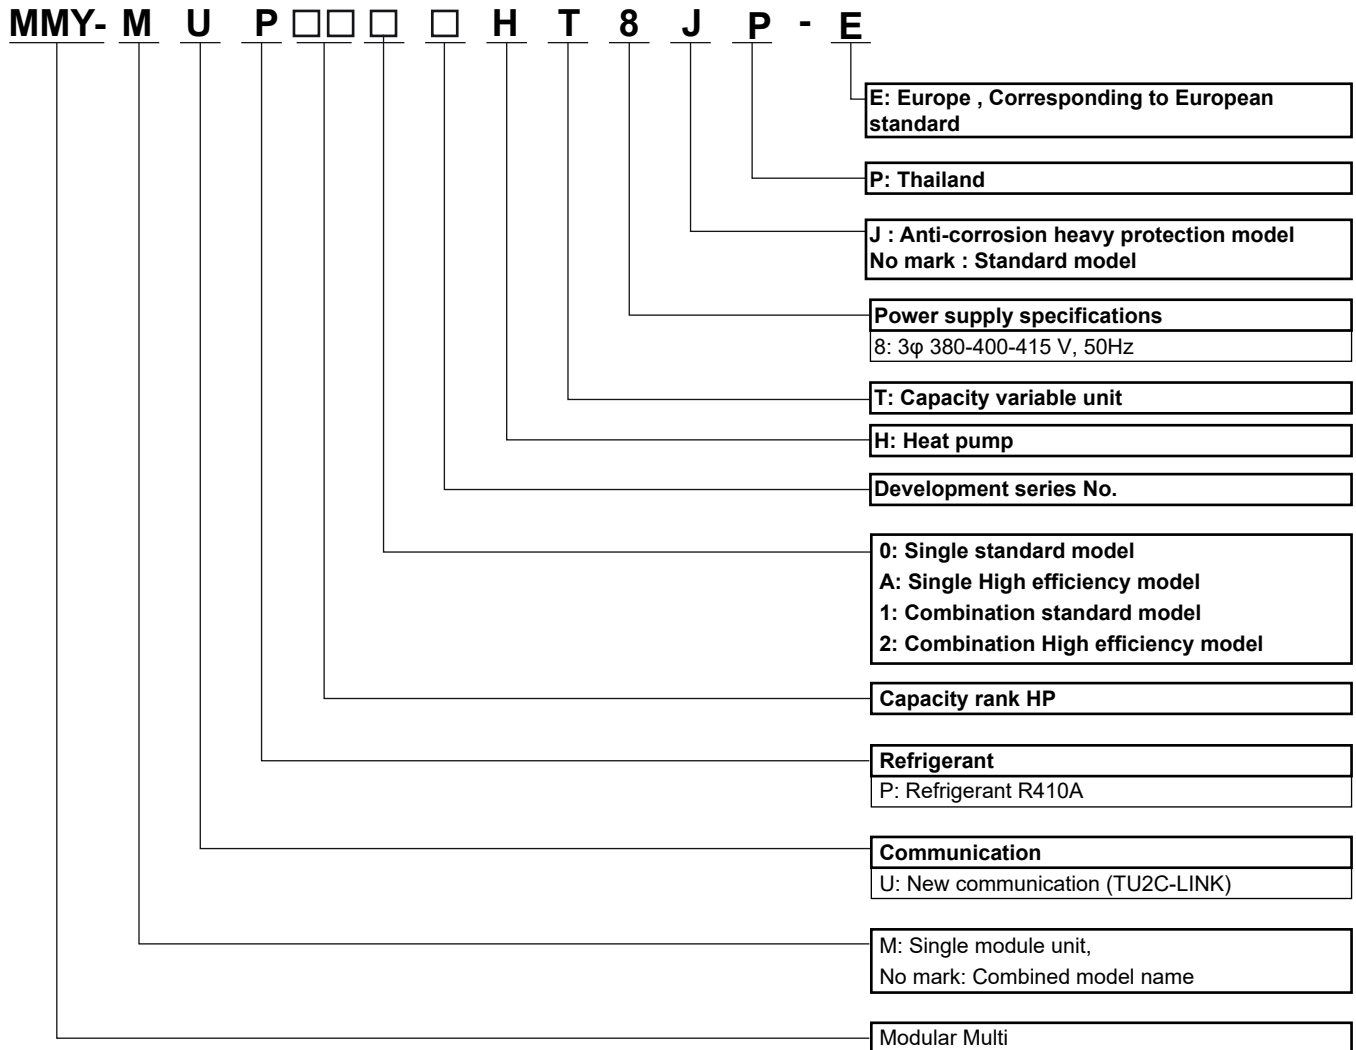 MMY- M U P □□ □ □ H T 8 J P - E
E: Europe , Corresponding to European
standard
P: Thailand
J : Anti-corrosion heavy protection model
No mark : Standard model
Power supply specifications
8: 3φ 380-400-415 V, 50Hz
T: Capacity variable unit
H: Heat pump
Development series No.
0: Single standard model
A: Single High efficiency model
1: Combination standard model
2: Combination High efficiency model
Capacity rank HP
Refrigerant
P: Refrigerant R410A
Communication
U: New communication (TU2C-LINK)
M: Single module unit,
No mark: Combined model name
Modular Multi